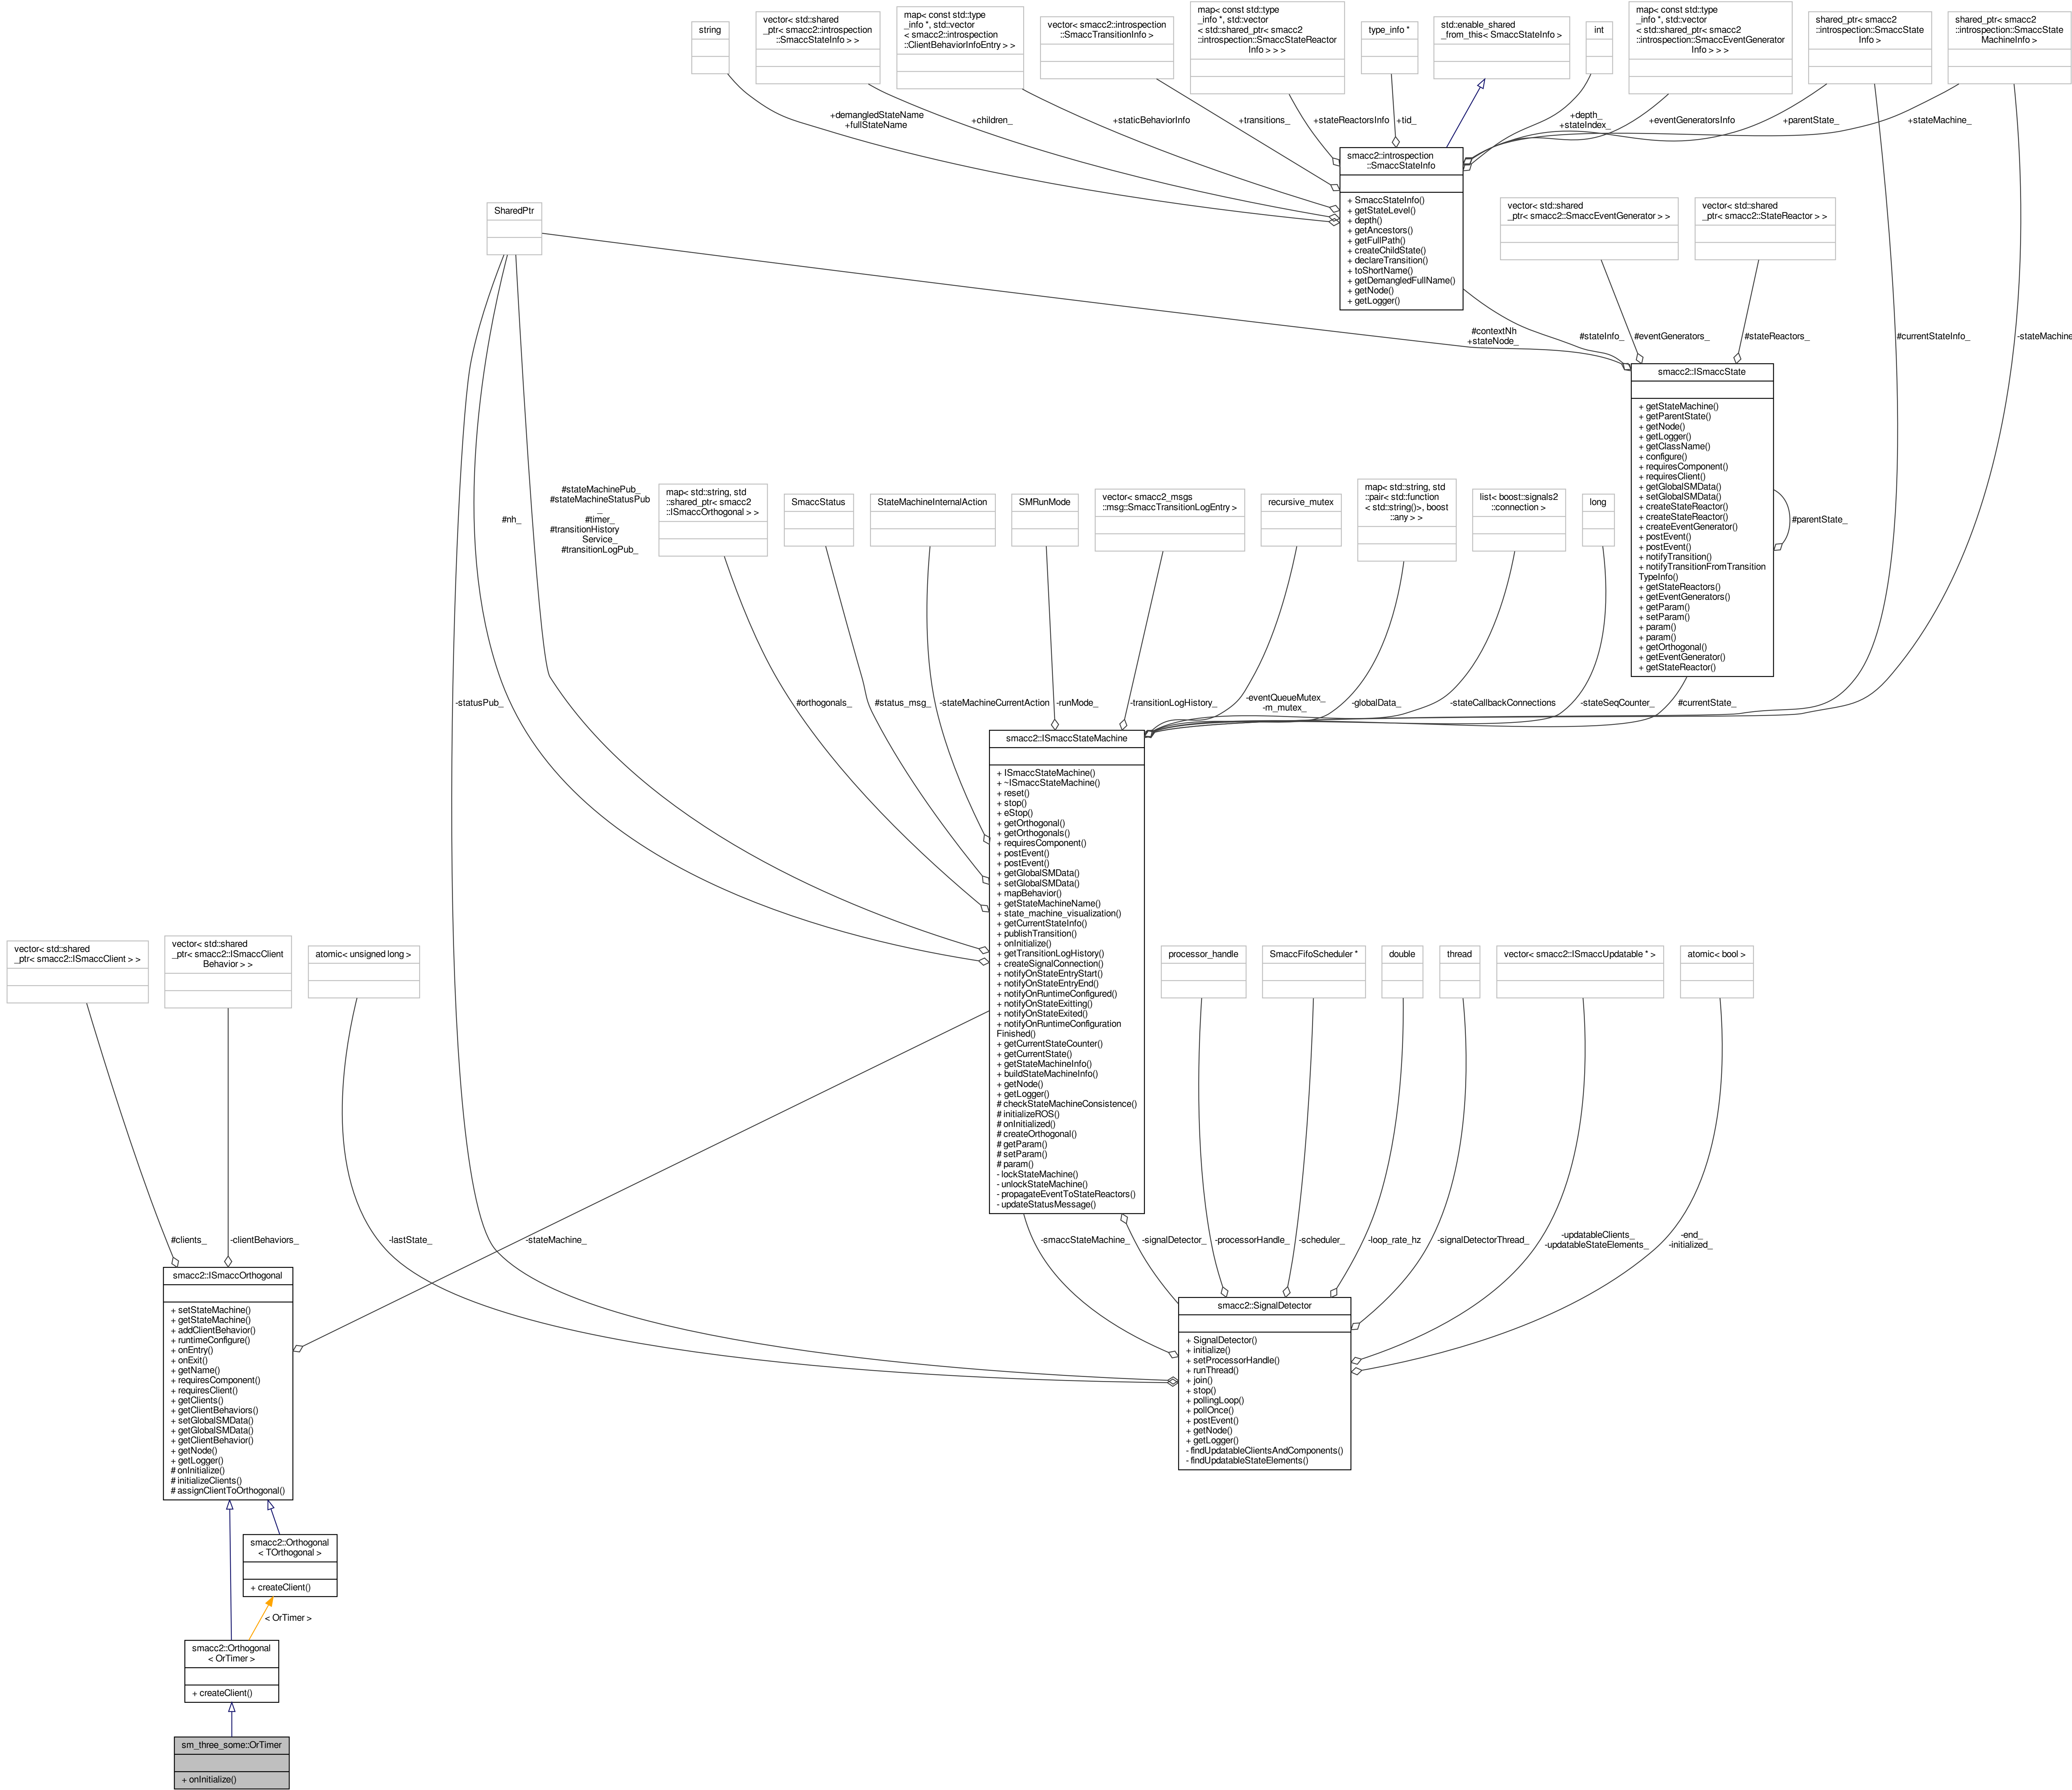 string
vector< std::shared
_ptr< smacc2::introspection
::SmaccStateInfo > >
map< const std::type
_info *, std::vector
< smacc2::introspection
::ClientBehaviorInfoEntry > >
vector< smacc2::introspection
::SmaccTransitionInfo >
map< const std::type
_info *, std::vector
< std::shared_ptr< smacc2
::introspection::SmaccStateReactor
Info > > >
type_info *
std::enable_shared
_from_this< SmaccStateInfo >
int
map< const std::type
_info *, std::vector
< std::shared_ptr< smacc2
::introspection::SmaccEventGenerator
Info > > >
shared_ptr< smacc2
::introspection::SmaccState
Info >
shared_ptr< smacc2
::introspection::SmaccState
MachineInfo >
+demangledStateName
+fullStateName
+children_
+staticBehaviorInfo
+transitions_
+stateReactorsInfo
+tid_
+depth_
+stateIndex_
+eventGeneratorsInfo
+parentState_
+stateMachine_
smacc2::introspection
::SmaccStateInfo
+ SmaccStateInfo()
+ getStateLevel()
+ depth()
+ getAncestors()
+ getFullPath()
+ createChildState()
+ declareTransition()
+ toShortName()
+ getDemangledFullName()
+ getNode()
+ getLogger()
SharedPtr
vector< std::shared
_ptr< smacc2::SmaccEventGenerator > >
vector< std::shared
_ptr< smacc2::StateReactor > >
#contextNh
+stateNode_
#stateInfo_
#eventGenerators_
#stateReactors_
#currentStateInfo_
-stateMachine
smacc2::ISmaccState
+ getStateMachine()
+ getParentState()
+ getNode()
+ getLogger()
+ getClassName()
+ configure()
+ requiresComponent()
+ requiresClient()
+ getGlobalSMData()
+ setGlobalSMData()
+ createStateReactor()
+ createStateReactor()
+ createEventGenerator()
+ postEvent()
+ postEvent()
+ notifyTransition()
+ notifyTransitionFromTransition
TypeInfo()
+ getStateReactors()
+ getEventGenerators()
+ getParam()
+ setParam()
+ param()
+ param()
+ getOrthogonal()
+ getEventGenerator()
+ getStateReactor()
#parentState_
#nh_
#stateMachinePub_
#stateMachineStatusPub
_
#timer_
#transitionHistory
Service_
#transitionLogPub_
map< std::string, std
::shared_ptr< smacc2
::ISmaccOrthogonal > >
SmaccStatus
StateMachineInternalAction
SMRunMode
vector< smacc2_msgs
::msg::SmaccTransitionLogEntry >
recursive_mutex
map< std::string, std
::pair< std::function
< std::string()>, boost
::any > >
list< boost::signals2
::connection >
long
-statusPub_
#orthogonals_
#status_msg_
-stateMachineCurrentAction
-runMode_
-transitionLogHistory_
-eventQueueMutex_
-m_mutex_
-globalData_
-stateCallbackConnections
-stateSeqCounter_
#currentState_
smacc2::ISmaccStateMachine
+ ISmaccStateMachine()
+ ~ISmaccStateMachine()
+ reset()
+ stop()
+ eStop()
+ getOrthogonal()
+ getOrthogonals()
+ requiresComponent()
+ postEvent()
+ postEvent()
+ getGlobalSMData()
+ setGlobalSMData()
+ mapBehavior()
+ getStateMachineName()
+ state_machine_visualization()
+ getCurrentStateInfo()
+ publishTransition()
+ onInitialize()
+ getTransitionLogHistory()
+ createSignalConnection()
+ notifyOnStateEntryStart()
+ notifyOnStateEntryEnd()
+ notifyOnRuntimeConfigured()
+ notifyOnStateExitting()
+ notifyOnStateExited()
+ notifyOnRuntimeConfiguration
Finished()
+ getCurrentStateCounter()
+ getCurrentState()
+ getStateMachineInfo()
+ buildStateMachineInfo()
+ getNode()
+ getLogger()
# checkStateMachineConsistence()
# initializeROS()
# onInitialized()
# createOrthogonal()
# getParam()
# setParam()
# param()
- lockStateMachine()
- unlockStateMachine()
- propagateEventToStateReactors()
- updateStatusMessage()
vector< std::shared
_ptr< smacc2::ISmaccClient > >
vector< std::shared
_ptr< smacc2::ISmaccClient
Behavior > >
atomic< unsigned long >
processor_handle
SmaccFifoScheduler *
double
thread
vector< smacc2::ISmaccUpdatable * >
atomic< bool >
#clients_
-clientBehaviors_
-lastState_
-stateMachine_
-smaccStateMachine_
-signalDetector_
-processorHandle_
-scheduler_
-loop_rate_hz
-signalDetectorThread_
-updatableClients_
-updatableStateElements_
-end_
-initialized_
smacc2::ISmaccOrthogonal
+ setStateMachine()
+ getStateMachine()
+ addClientBehavior()
+ runtimeConfigure()
+ onEntry()
+ onExit()
+ getName()
+ requiresComponent()
+ requiresClient()
+ getClients()
+ getClientBehaviors()
+ setGlobalSMData()
+ getGlobalSMData()
+ getClientBehavior()
+ getNode()
+ getLogger()
# onInitialize()
# initializeClients()
# assignClientToOrthogonal()
smacc2::SignalDetector
+ SignalDetector()
+ initialize()
+ setProcessorHandle()
+ runThread()
+ join()
+ stop()
+ pollingLoop()
+ pollOnce()
+ postEvent()
+ getNode()
+ getLogger()
- findUpdatableClientsAndComponents()
- findUpdatableStateElements()
smacc2::Orthogonal
< TOrthogonal >
+ createClient()
< OrTimer >
smacc2::Orthogonal
< OrTimer >
+ createClient()
sm_three_some::OrTimer
+ onInitialize()